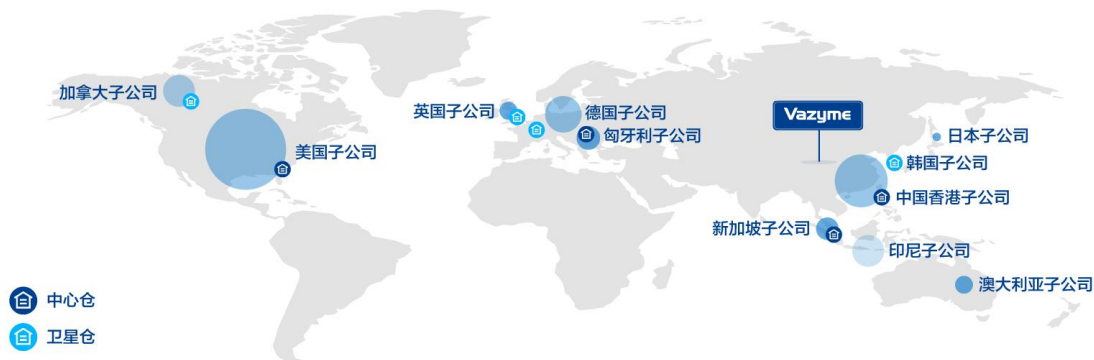 加拿大子公司
美国子公司
英国子公司
德国子公司
匈牙利子公司
Vazyme
日本子公司
韩国子公司
中国香港子公司
新加坡子公司
印尼子公司
澳大利亚子公司
中心仓
卫星仓